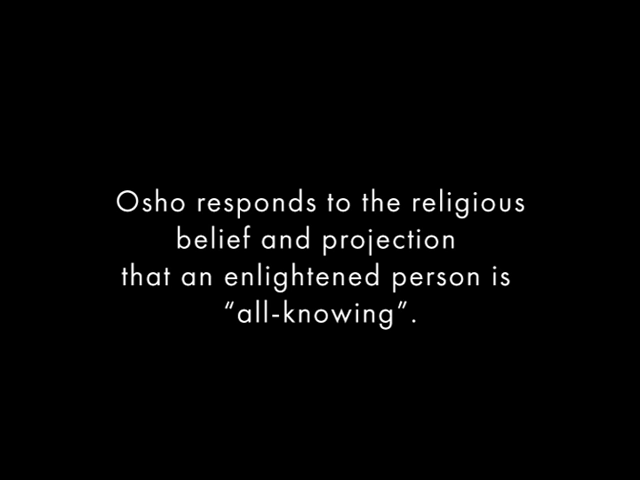 Osho responds to the religious
belief and projection
that an enlightened person is
“all-knowing”.